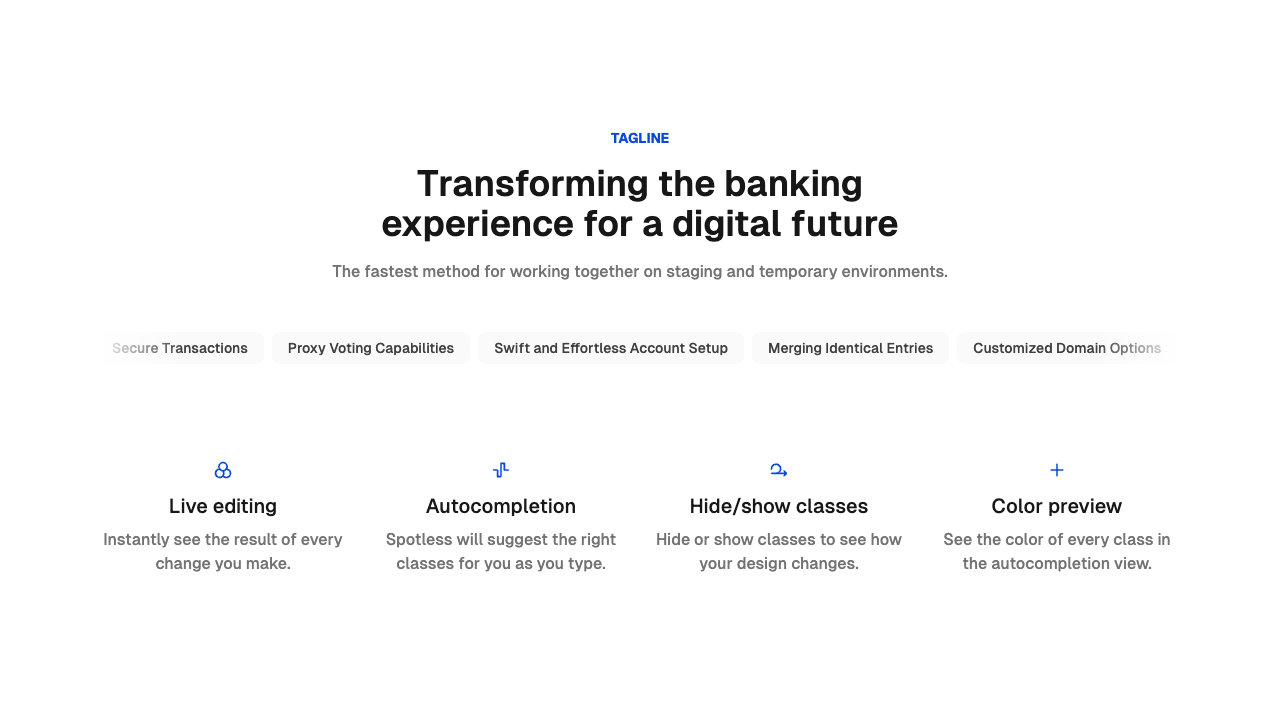 TAGLINE
Transforming the banking
experience for a digital future
The fastest method for working together on staging and temporary environments.
Secure Transactions
Proxy Voting Capabilities
Swift and Effortless Account Setup
Merging Identical Entries
Customized Domain Options
Live editing
Instantly see the result of every
change you make.
Autocompletion
Spotless will suggest the right
classes for you as you type.
Hide/show classes
Hide or show classes to see how
your design changes.
Color preview
See the color of every class in
the autocompletion view.